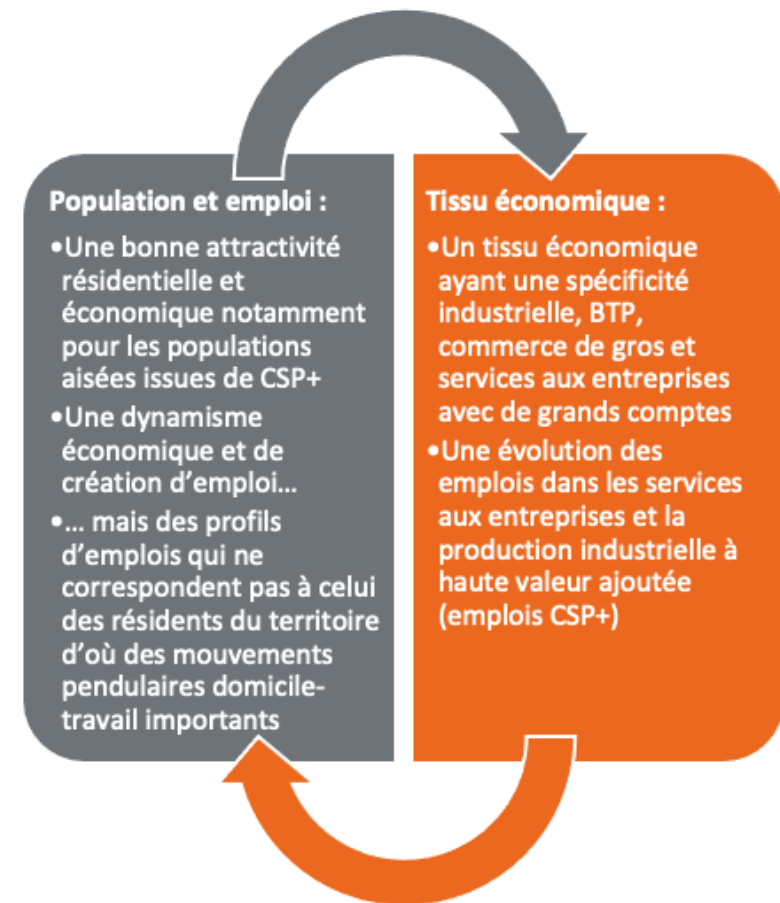 Population et emploi :
•Une bonne attractivité
résidentielle et
économique notamment
pour les populations
aisées issues de CSP+
•Une dynamisme
économique et de
création d’emploi…
•… mais des profils
d’emplois qui ne
correspondent pas à celui
des résidents du territoire
d’où des mouvements
pendulaires domicile-
travail importants
Tissu économique :
•Un tissu économique
ayant une spécificité
industrielle, BTP,
commerce de gros et
services aux entreprises
avec de grands comptes
•Une évolution des
emplois dans les services
aux entreprises et la
production industrielle à
haute valeur ajoutée
(emplois CSP+)